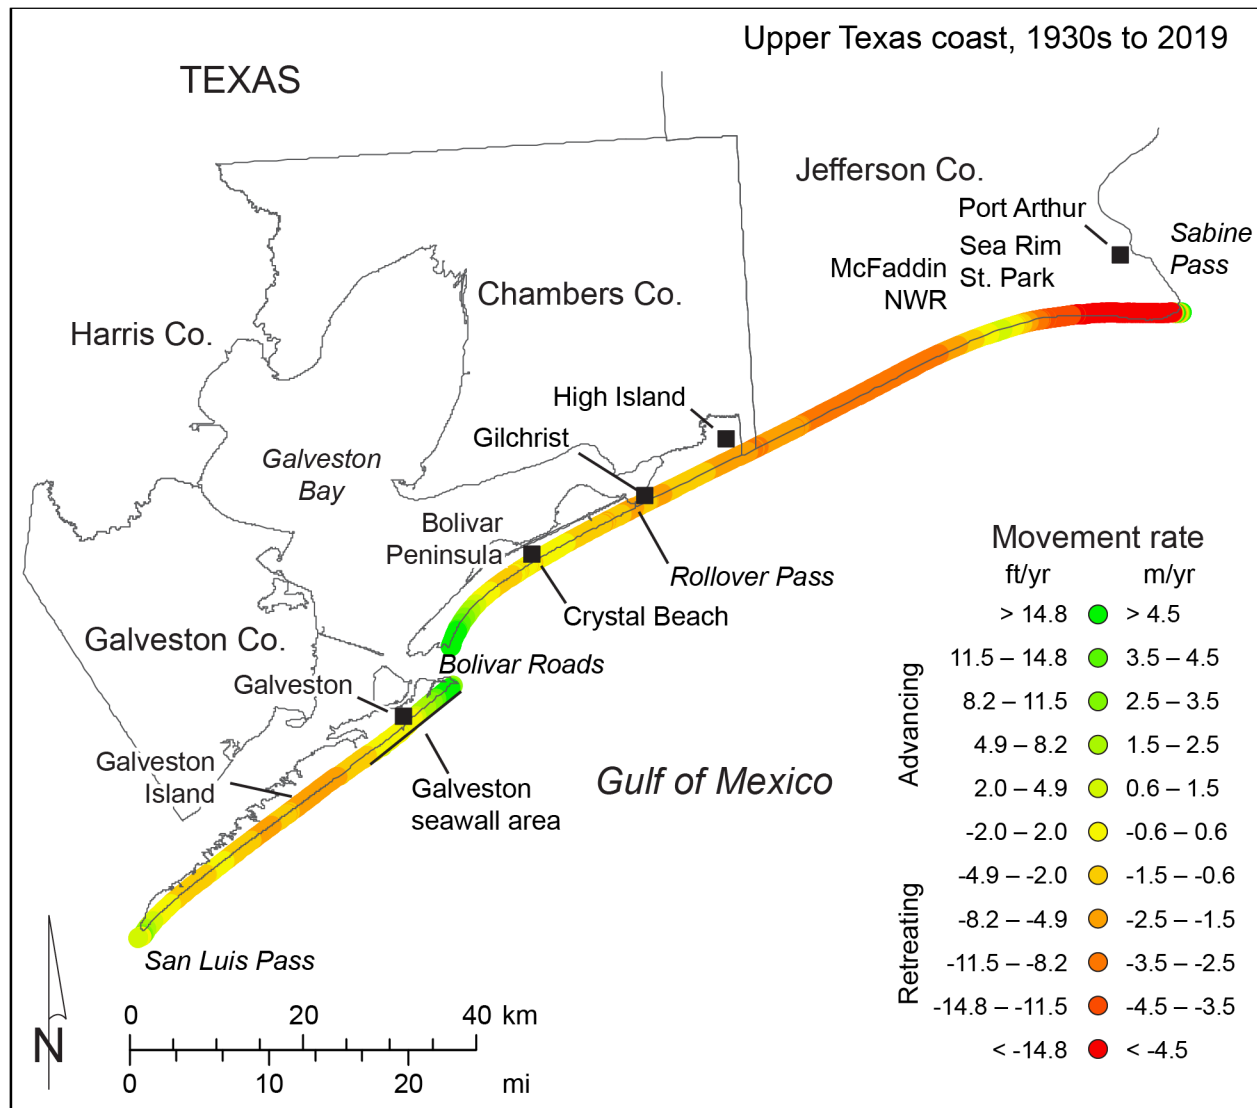 Upper Texas coast, 1930s to 2019
TEXAS
Jefferson Co.
Port Arthur
Sea Rim
St. Park
Sabine
Pass
McFaddin
NWR
Chambers Co.
Harris Co.
High Island
Gilchrist
Galveston
Bay
Bolivar
Peninsula
Rollover Pass
Crystal Beach
Galveston Co.
Bolivar Roads
Galveston
Galveston
Island
Galveston
seawall area
Gulf of Mexico
San Luis Pass
Movement rate
ft/yr m/yr
> 14.8 > 4.5
11.5 – 14.8 3.5 – 4.5
8.2 – 11.5 2.5 – 3.5
4.9 – 8.2 1.5 – 2.5
2.0 – 4.9 0.6 – 1.5
-2.0 – 2.0 -0.6 – 0.6
-4.9 – -2.0 -1.5 – -0.6
-8.2 – -4.9 -2.5 – -1.5
-11.5 – -8.2 -3.5 – -2.5
-14.8 – -11.5 -4.5 – -3.5
< -14.8 < -4.5
Advancing
Retreating
N
0 20 40 km
0 10 20 mi